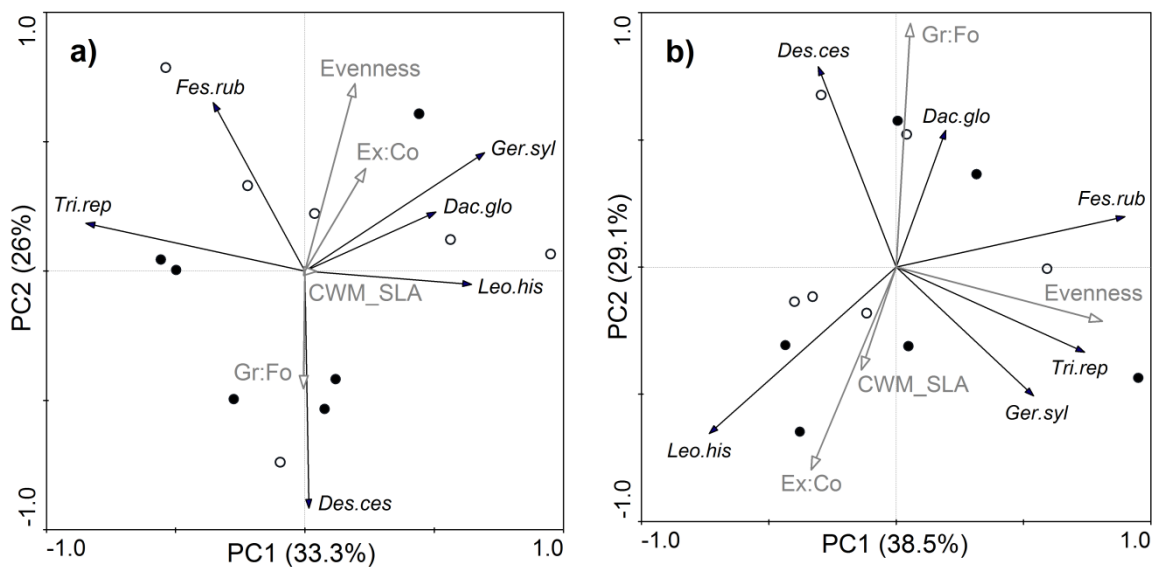 1.0
a)
Evenness
Fes.rub
Ex:Co
Ger.syl
Tri.rep
Dac.glo
Leo.his
CWM_SLA
Gr:Fo
Des.ces
PC2 (26%)
-1.0
-1.0
PC1 (33.3%)
1.0
1.0
b)
Gr:Fo
Des.ces
Dac.glo
Fes.rub
Evenness
Tri.rep
CWM_SLA
Ger.syl
Leo.his
Ex:Co
PC2 (29.1%)
-1.0
-1.0
PC1 (38.5%)
1.0